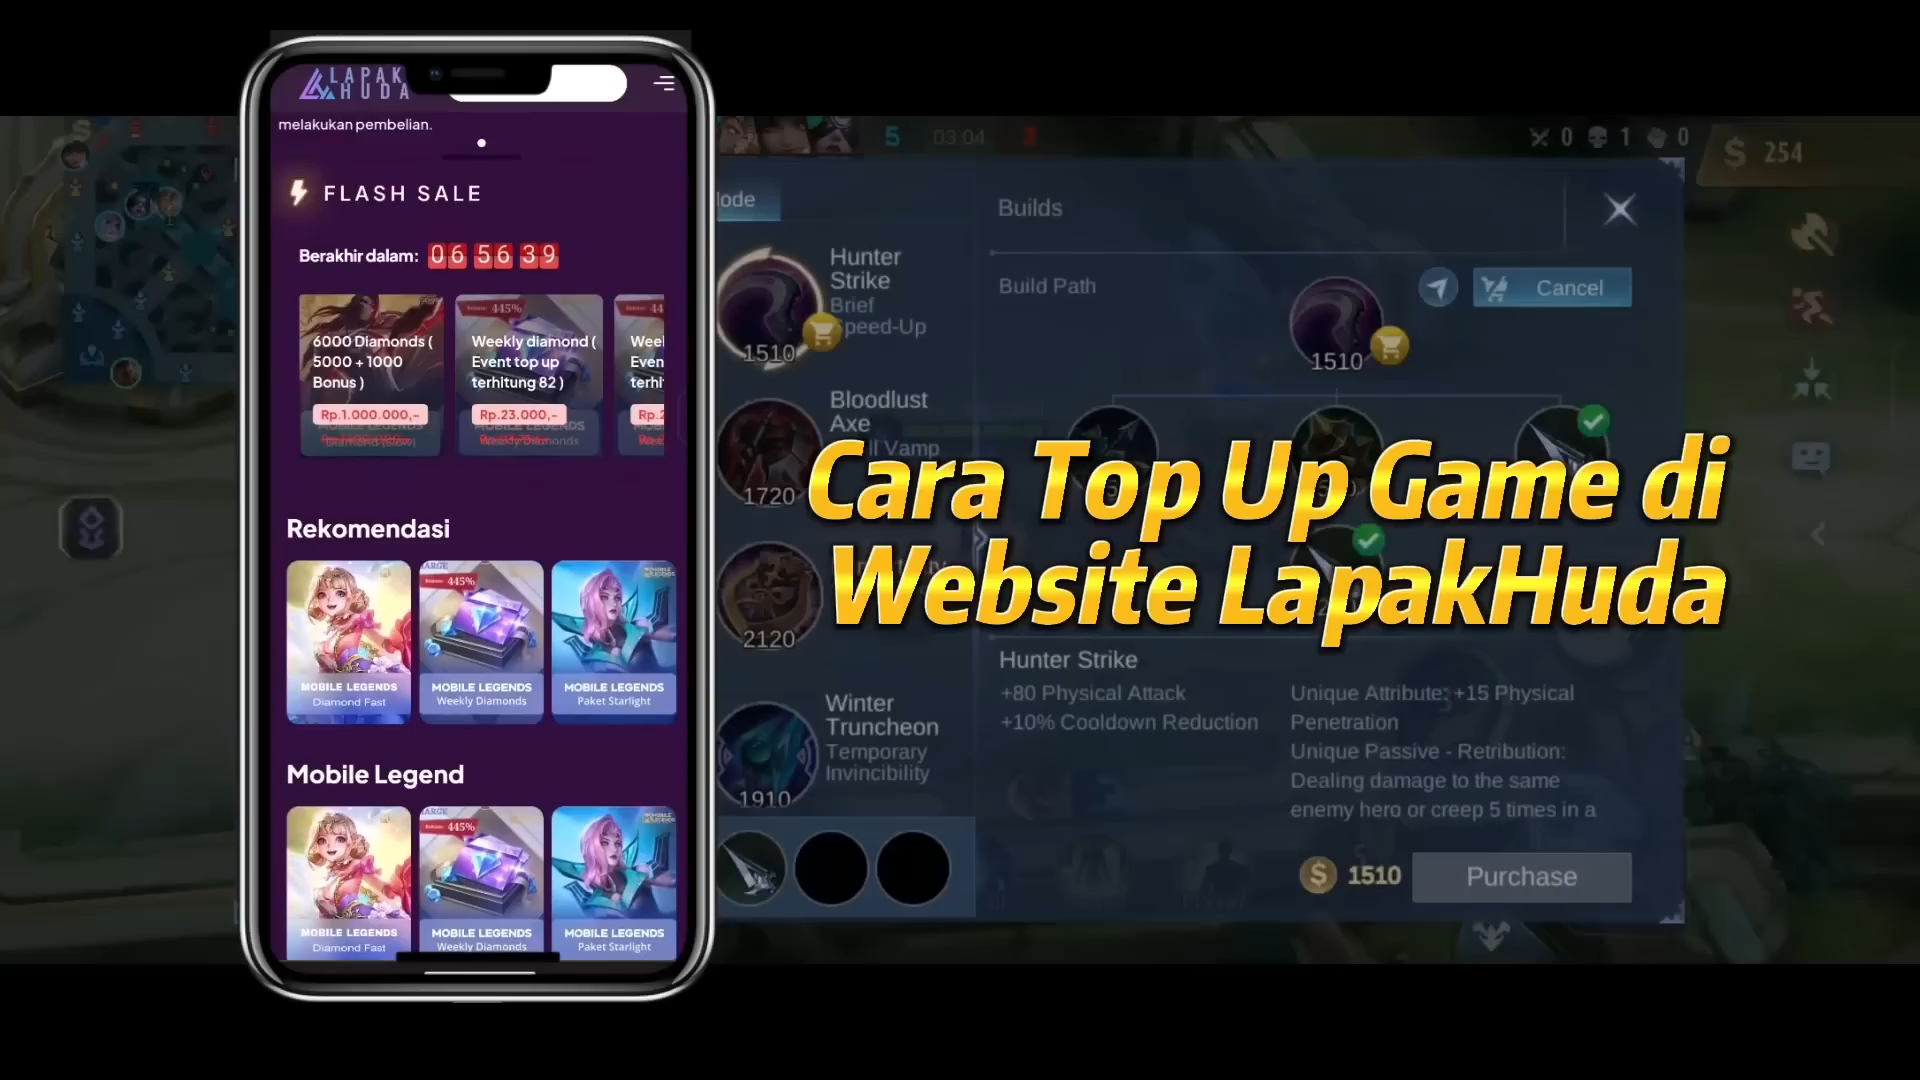 LAPAK
HUDA
melakukan pembelian.
FLASH SALE
Berakhir dalam: 06 56 39
6000 Diamonds (
5000 + 1000
Bonus )
Rp.1.000.000,-
445%
Weekly diamond (
Event top up
terhitung 82 )
Rp.23.000,-
Weekly Diamonds
Rekomendasi
MOBILE LEGENDS
Diamond Fast
445%
MOBILE LEGENDS
Weekly Diamonds
MOBILE LEGENDS
Paket Starlight
Mobile Legend
MOBILE LEGENDS
Diamond Fast
445%
MOBILE LEGENDS
Weekly Diamonds
MOBILE LEGENDS
Paket Starlight
5
03:04
0
1
0
254
Builds
Build Path
Cancel
1510
Hunter
Strike
Brief
Speed-Up
1510
Bloodlust
Axe
1720
2120
Winter
Truncheon
Temporary
Invincibility
1910
Cara Top Up Game di
Website LapakHuda
Hunter Strike
+80 Physical Attack
+10% Cooldown Reduction
Unique Attribute: +15 Physical
Penetration
Unique Passive - Retribution:
Dealing damage to the same
enemy hero or creep 5 times in a
1510
Purchase